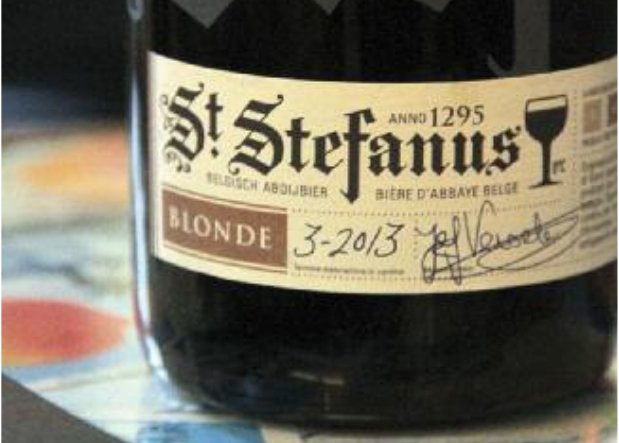 ANNO 1295
St. Stefanus
BELGISCH ABDIJBIER BIÈRE D'ABBAYE BELGE
BLONDE 3-2013